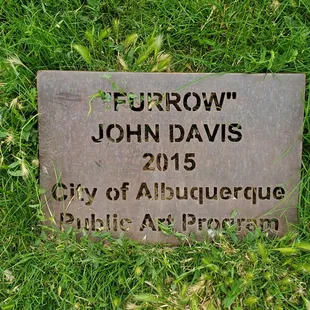 "FURROW"
JOHN DAVIS
2015
City of Albuquerque
Public Art Program